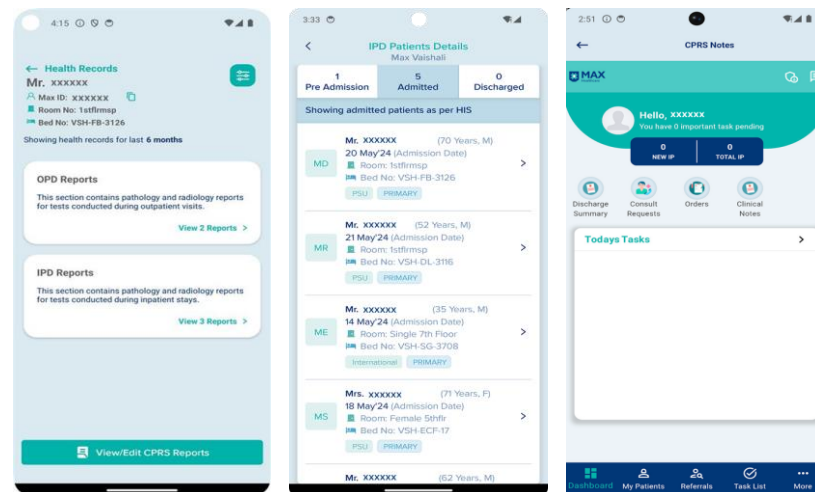 4:15
← Health Records
Mr. xxxxxx
Max ID: xxxxxx
Room No: 1stflrmsp
Bed No: VSH-FB-3126
Showing health records for last 6 months
OPD Reports
This section contains pathology and radiology reports
for tests conducted during outpatient visits.
View 2 Reports >
IPD Reports
This section contains pathology and radiology reports
for tests conducted during inpatient stays.
View 3 Reports >
View/Edit CPRS Reports
3:33
IPD Patients Details
Max Vaishali
1 5 0
Pre Admission Admitted Discharged
Showing admitted patients as per HIS
MD
Mr. XXXXXX (70 Years, M)
20 May'24 (Admission Date)
Room: 1stflrmsp
Bed No: VSH-FB-3126
PSU PRIMARY
MR
Mr. XXXXXX (52 Years, M)
21 May'24 (Admission Date)
Room: 1stflrmsp
Bed No: VSH-DL-3116
PSU PRIMARY
ME
Mr. XXXXXX (35 Years, M)
14 May'24 (Admission Date)
Room: Single 7th Floor
Bed No: VSH-SG-3708
International PRIMARY
MS
Mrs. xxxxxx (71 Years, F)
18 May'24 (Admission Date)
Room: Female 5thflr
Bed No: VSH-ECF-17
PSU PRIMARY
Mr. XXXXXX (62 Years, M)
2:51
← CPRS Notes
MAX
Hello, xxxxxx
You have 0 important task pending
0 0
NEW IP TOTAL IP
Discharge Consult Orders Clinical
Summary Requests Notes
Todays Tasks >
Dashboard My Patients Referrals Task List More